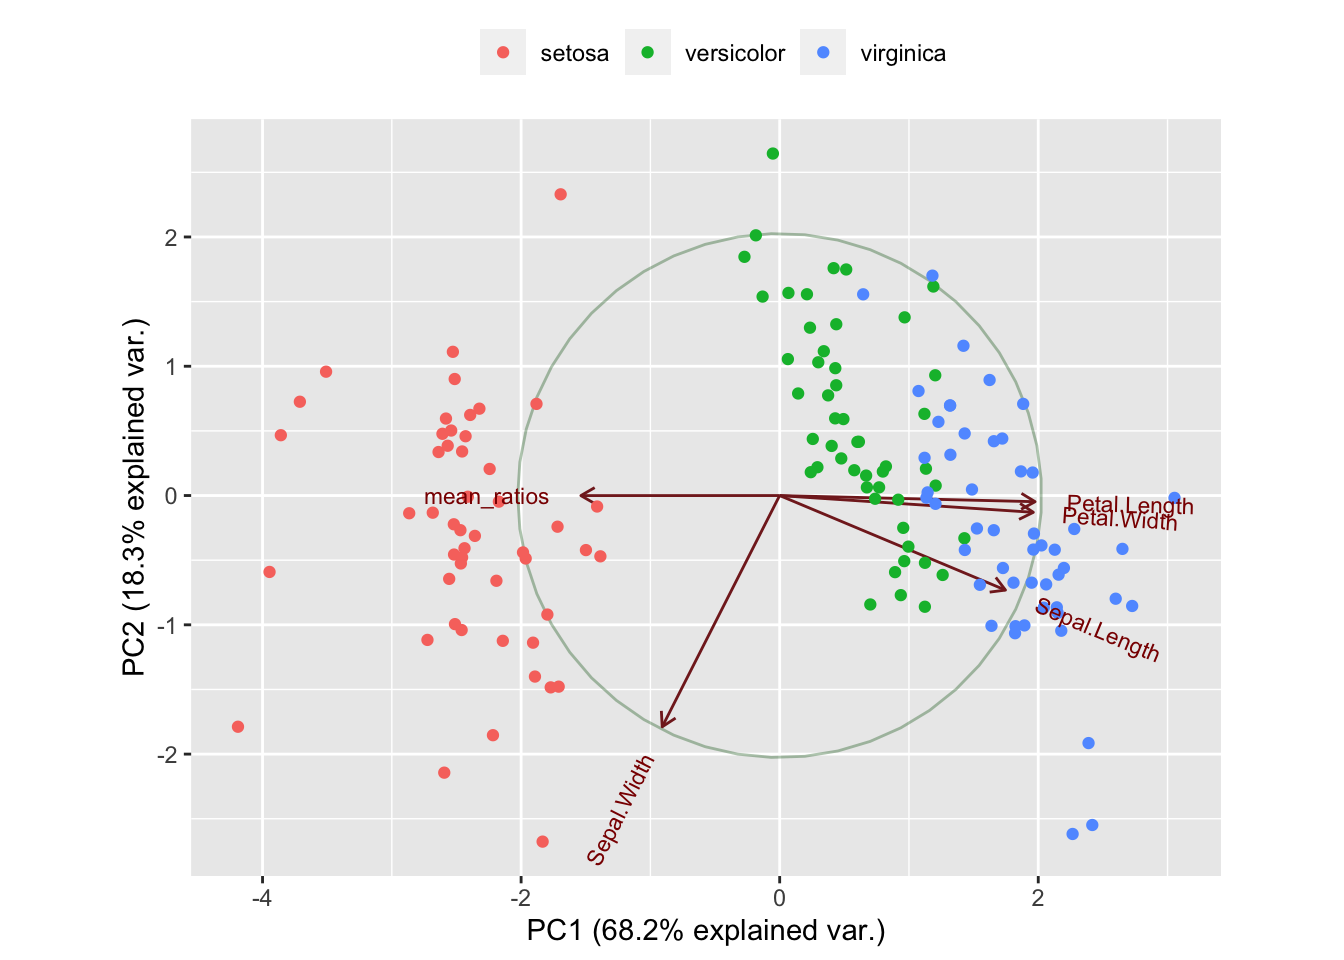 setosa versicolor virginica
PC2 (18.3% explained var.)
2
1
0
-1
-2
mean_ratios
Petal.Length
Petal.Width
Sepal.Length
Sepal.Width
-4 -2 0 2
PC1 (68.2% explained var.)